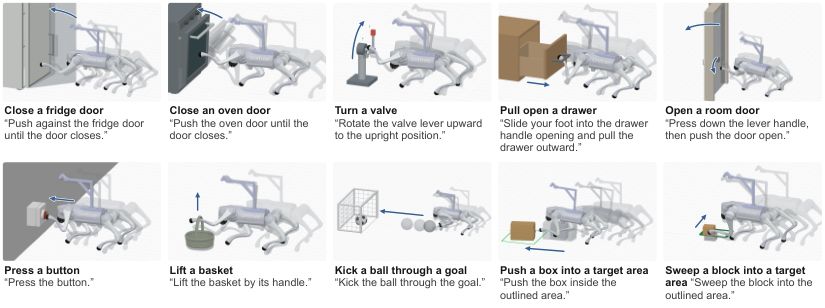 Close a fridge door
“Push against the fridge door
until the door closes.”
Close an oven door
“Push the oven door until the
door closes.”
Turn a valve
“Rotate the valve lever upward
to the upright position.”
Pull open a drawer
“Slide your foot into the drawer
handle opening and pull the
drawer outward.”
Open a room door
“Press down the lever handle,
then push the door open.”
Press a button
“Press the button.”
Lift a basket
“Lift the basket by its handle.”
Kick a ball through a goal
“Kick the ball through the goal.”
Push a box into a target area
“Push the box inside the
outlined area.”
Sweep a block into a target
area “Sweep the block into the
outlined area.”